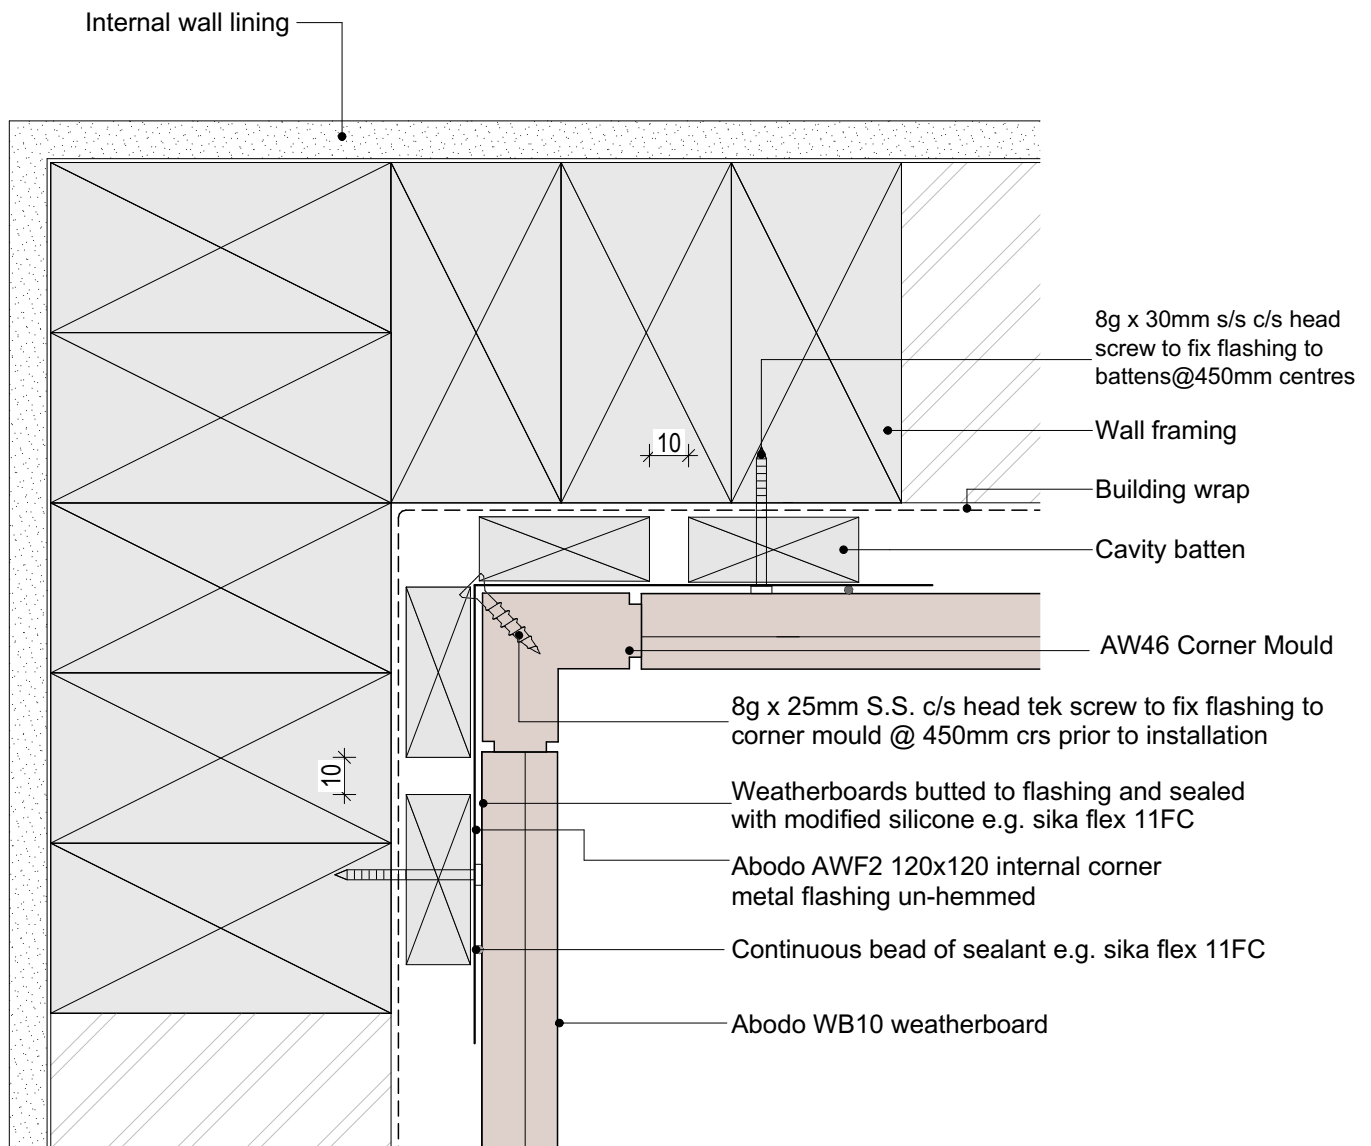 Internal wall lining
8g x 30mm s/s c/s head
screw to fix flashing to
battens@450mm centres
Wall framing
10
Building wrap
Cavity batten
AW46 Corner Mould
8g x 25mm S.S. c/s head tek screw to fix flashing to
corner mould @ 450mm crs prior to installation
10
Weatherboards butted to flashing and sealed
with modified silicone e.g. sika flex 11FC
Abodo AWF2 120x120 internal corner
metal flashing un-hemmed
Continuous bead of sealant e.g. sika flex 11FC
Abodo WB10 weatherboard